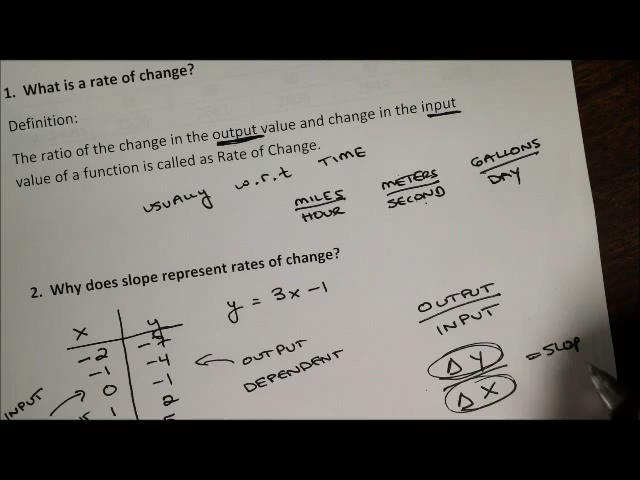 1. What is a rate of change?
Definition:
The ratio of the change in the output value and change in the input
value of a function is called as Rate of Change.
USUALLY w.r.t TIME
MILES
HOUR
METERS
SECOND
GALLONS
DAY
2. Why does slope represent rates of change?
y = 3x -1
x y
-2 -7
-1 -4
0 -1
1 2
OUTPUT
DEPENDENT
INPUT
OUTPUT
INPUT
Δ Y
Δ X
= SLOP